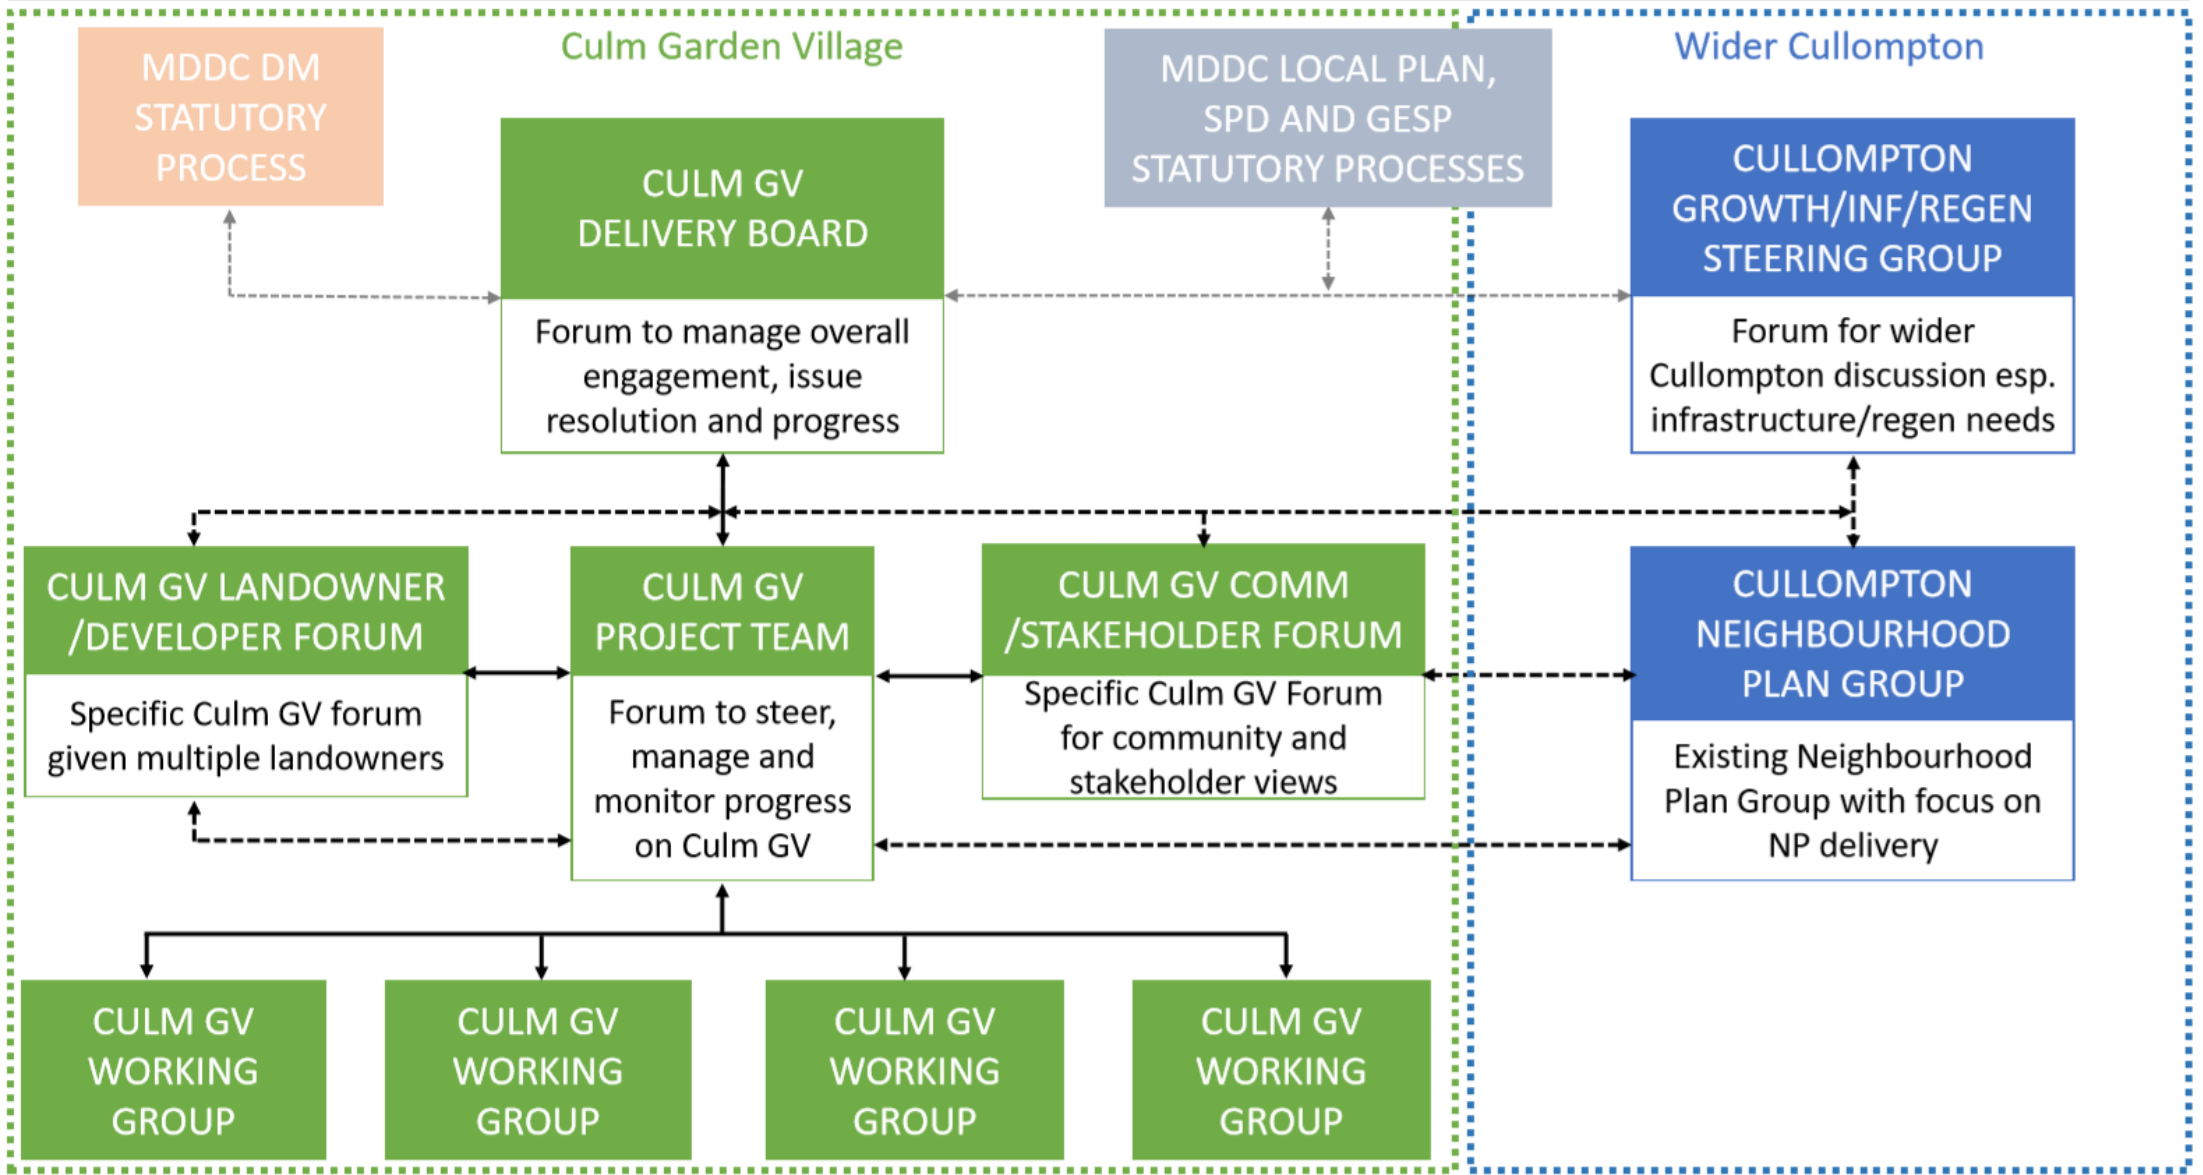 Culm Garden Village
Wider Cullompton
MDDC DM
STATUTORY
PROCESS
MDDC LOCAL PLAN,
SPD AND GESP
STATUTORY PROCESSES
CULM GV
DELIVERY BOARD
Forum to manage overall
engagement, issue
resolution and progress
CULLOMPTON
GROWTH/INF/REGEN
STEERING GROUP
Forum for wider
Cullompton discussion esp.
infrastructure/regen needs
CULM GV LANDOWNER
/DEVELOPER FORUM
Specific Culm GV forum
given multiple landowners
CULM GV
PROJECT TEAM
Forum to steer,
manage and
monitor progress
on Culm GV
CULM GV COMM
/STAKEHOLDER FORUM
Specific Culm GV Forum
for community and
stakeholder views
CULLOMPTON
NEIGHBOURHOOD
PLAN GROUP
Existing Neighbourhood
Plan Group with focus on
NP delivery
CULM GV
WORKING
GROUP
CULM GV
WORKING
GROUP
CULM GV
WORKING
GROUP
CULM GV
WORKING
GROUP